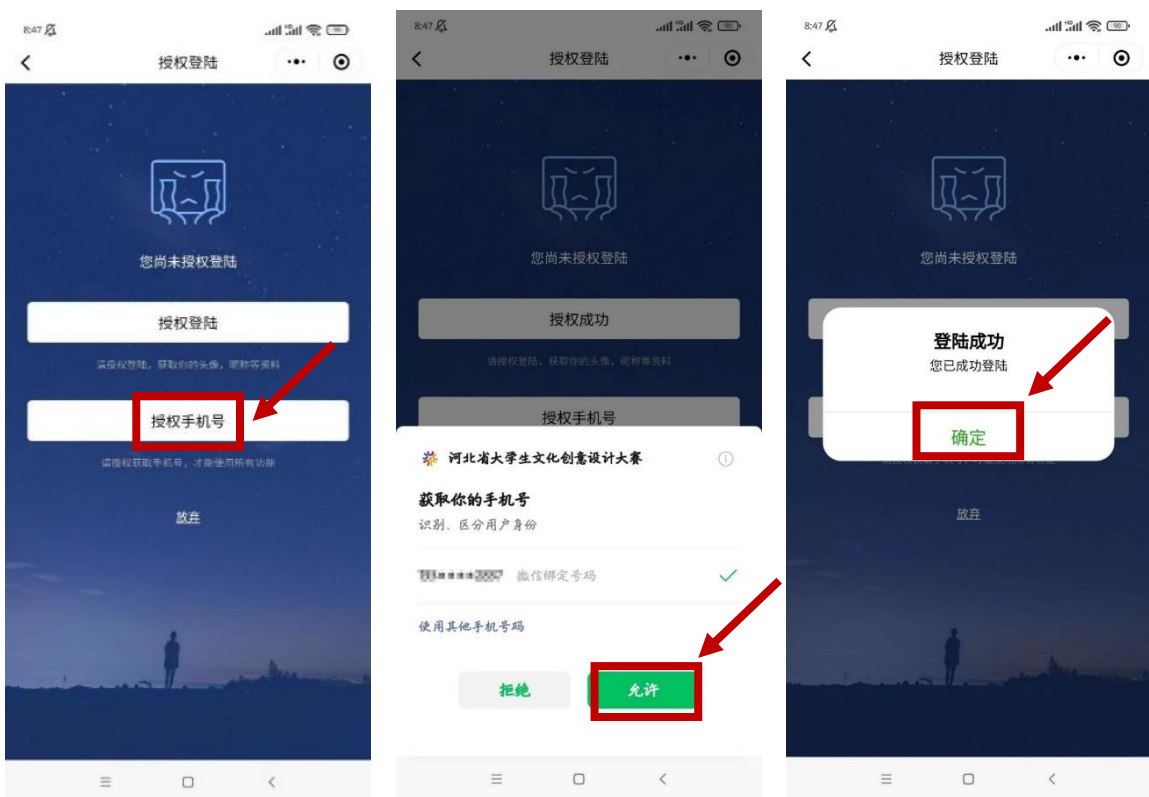 8:47
授权登陆
您尚未授权登陆
授权登陆
请授权登陆，获取你的头像，昵称等资料
授权手机号
请授权获取手机号，才能使用所有功能
放弃
8:47
授权登陆
您尚未授权登陆
授权成功
请授权登陆，获取你的头像，昵称等资料
授权手机号
河北省大学生文化创意设计大赛
获取你的手机号
识别、区分用户身份
微信绑定号码
使用其他手机号码
拒绝
允许
8:47
授权登陆
您尚未授权登陆
登陆成功
您已成功登陆
确定
放弃